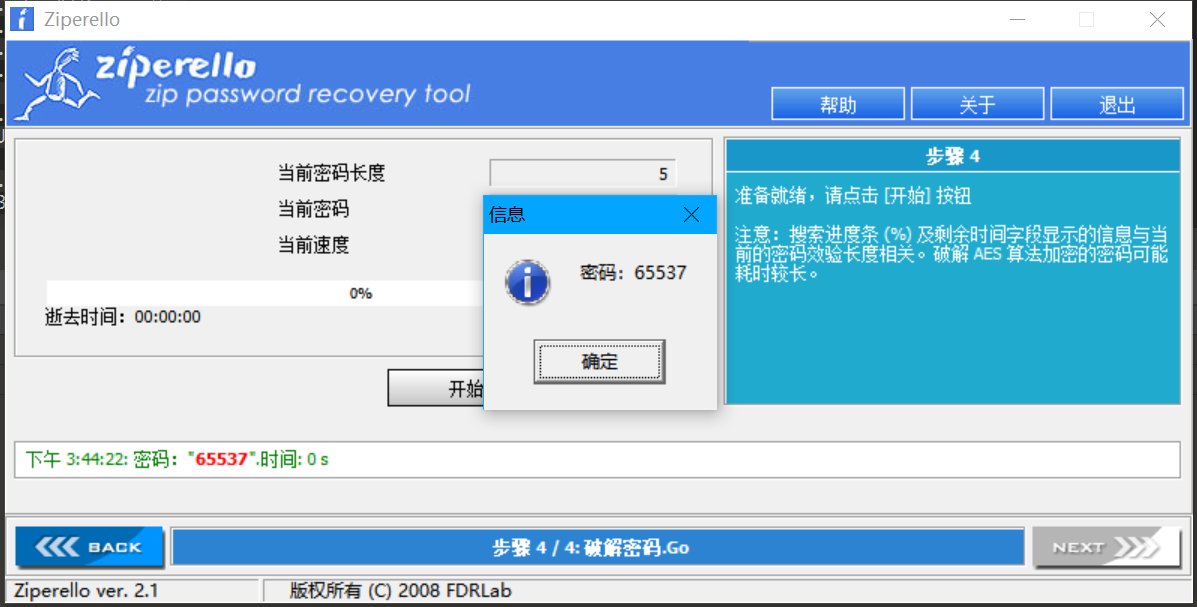 Ziperello
ziperello
zip password recovery tool
帮助 关于 退出
当前密码长度 5
当前密码
当前速度
0%
逝去时间：00:00:00
开始
信息
密码：65537
确定
步骤 4
准备就绪，请点击 [开始] 按钮
注意：搜索进度条 (%) 及剩余时间字段显示的信息与当
前的密码效验长度相关。破解 AES 算法加密的密码可能
耗时较长。
下午 3:44:22: 密码："65537".时间: 0 s
BACK 步骤 4 / 4: 破解密码.Go NEXT
Ziperello ver. 2.1 版权所有 (C) 2008 FDRLab